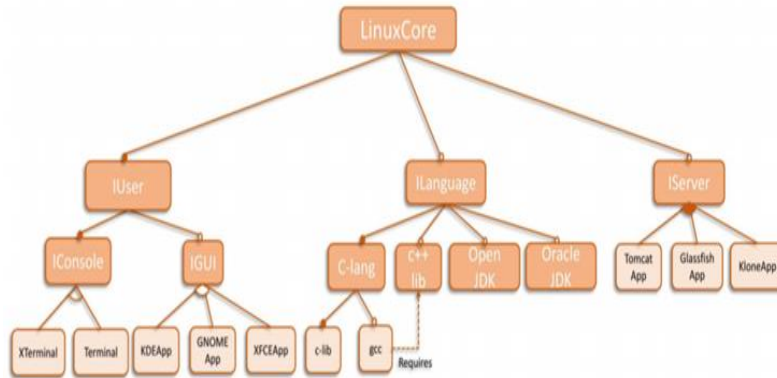 LinuxCore
IUser
ILanguage
IServer
IConsole
IGUI
C-lang
c++
lib
Open
JDK
Oracle
JDK
Tomcat
App
Glassfish
App
KloneApp
XTerminal
Terminal
KDEApp
GNOME
App
XFCEApp
c-lib
gcc
Requires